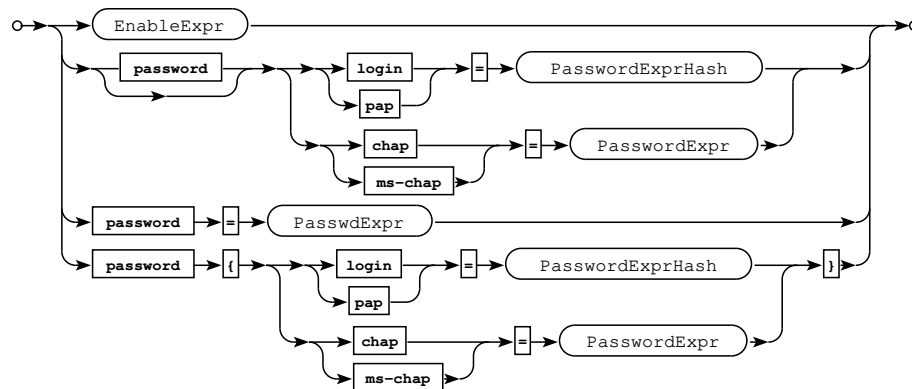 EnableExpr
password login = PasswordExprHash
pap
chap = PasswordExpr
ms-chap
password = PasswdExpr
password { login = PasswordExprHash }
pap
chap = PasswordExpr
ms-chap